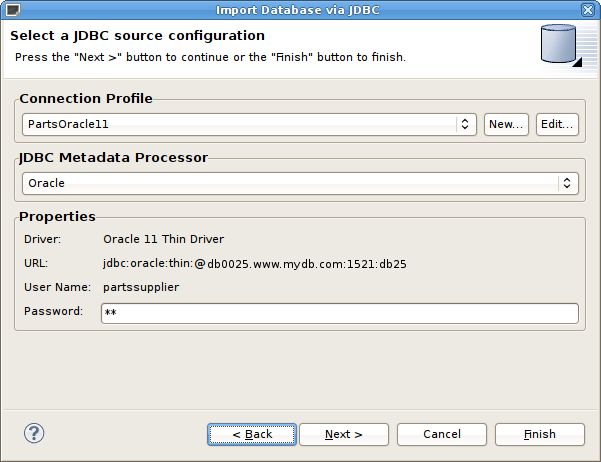 Import Database via JDBC
Select a JDBC source configuration
Press the "Next >" button to continue or the "Finish" button to finish.
Connection Profile
PartsOracle11 New... Edit...
JDBC Metadata Processor
Oracle
Properties
Driver: Oracle 11 Thin Driver
URL: jdbc:oracle:thin:@db0025.www.mydb.com:1521:db25
User Name: partssupplier
Password: **
? < Back Next > Cancel Finish